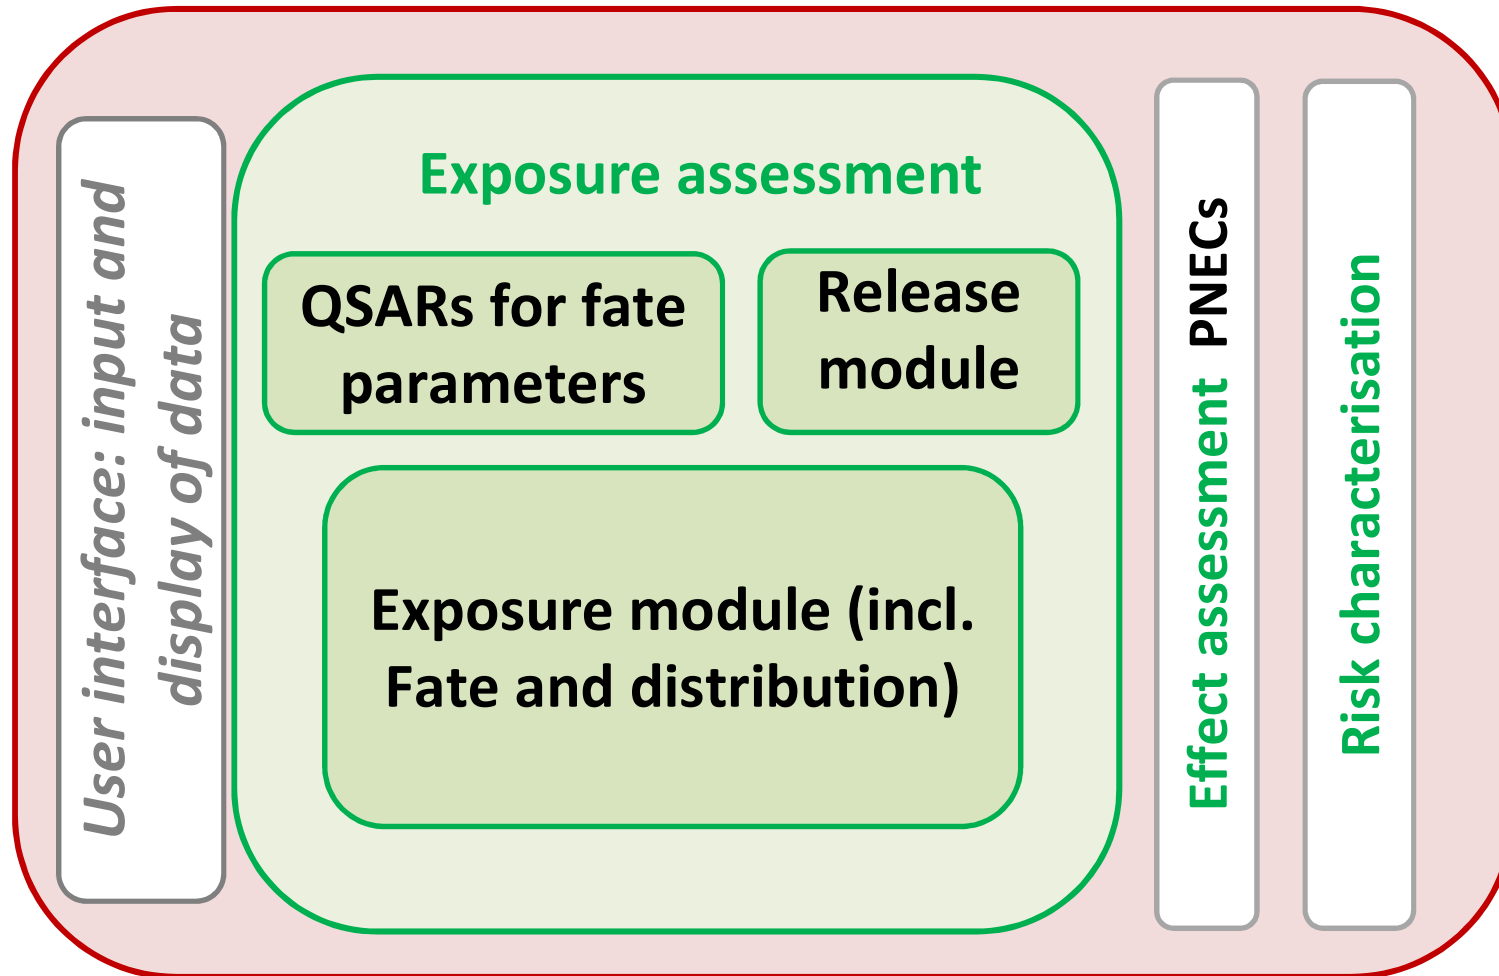 User interface: input and
display of data
Exposure assessment
QSARs for fate
parameters
Release
module
Exposure module (incl.
Fate and distribution)
Effect assessment  PNECs
Risk characterisation